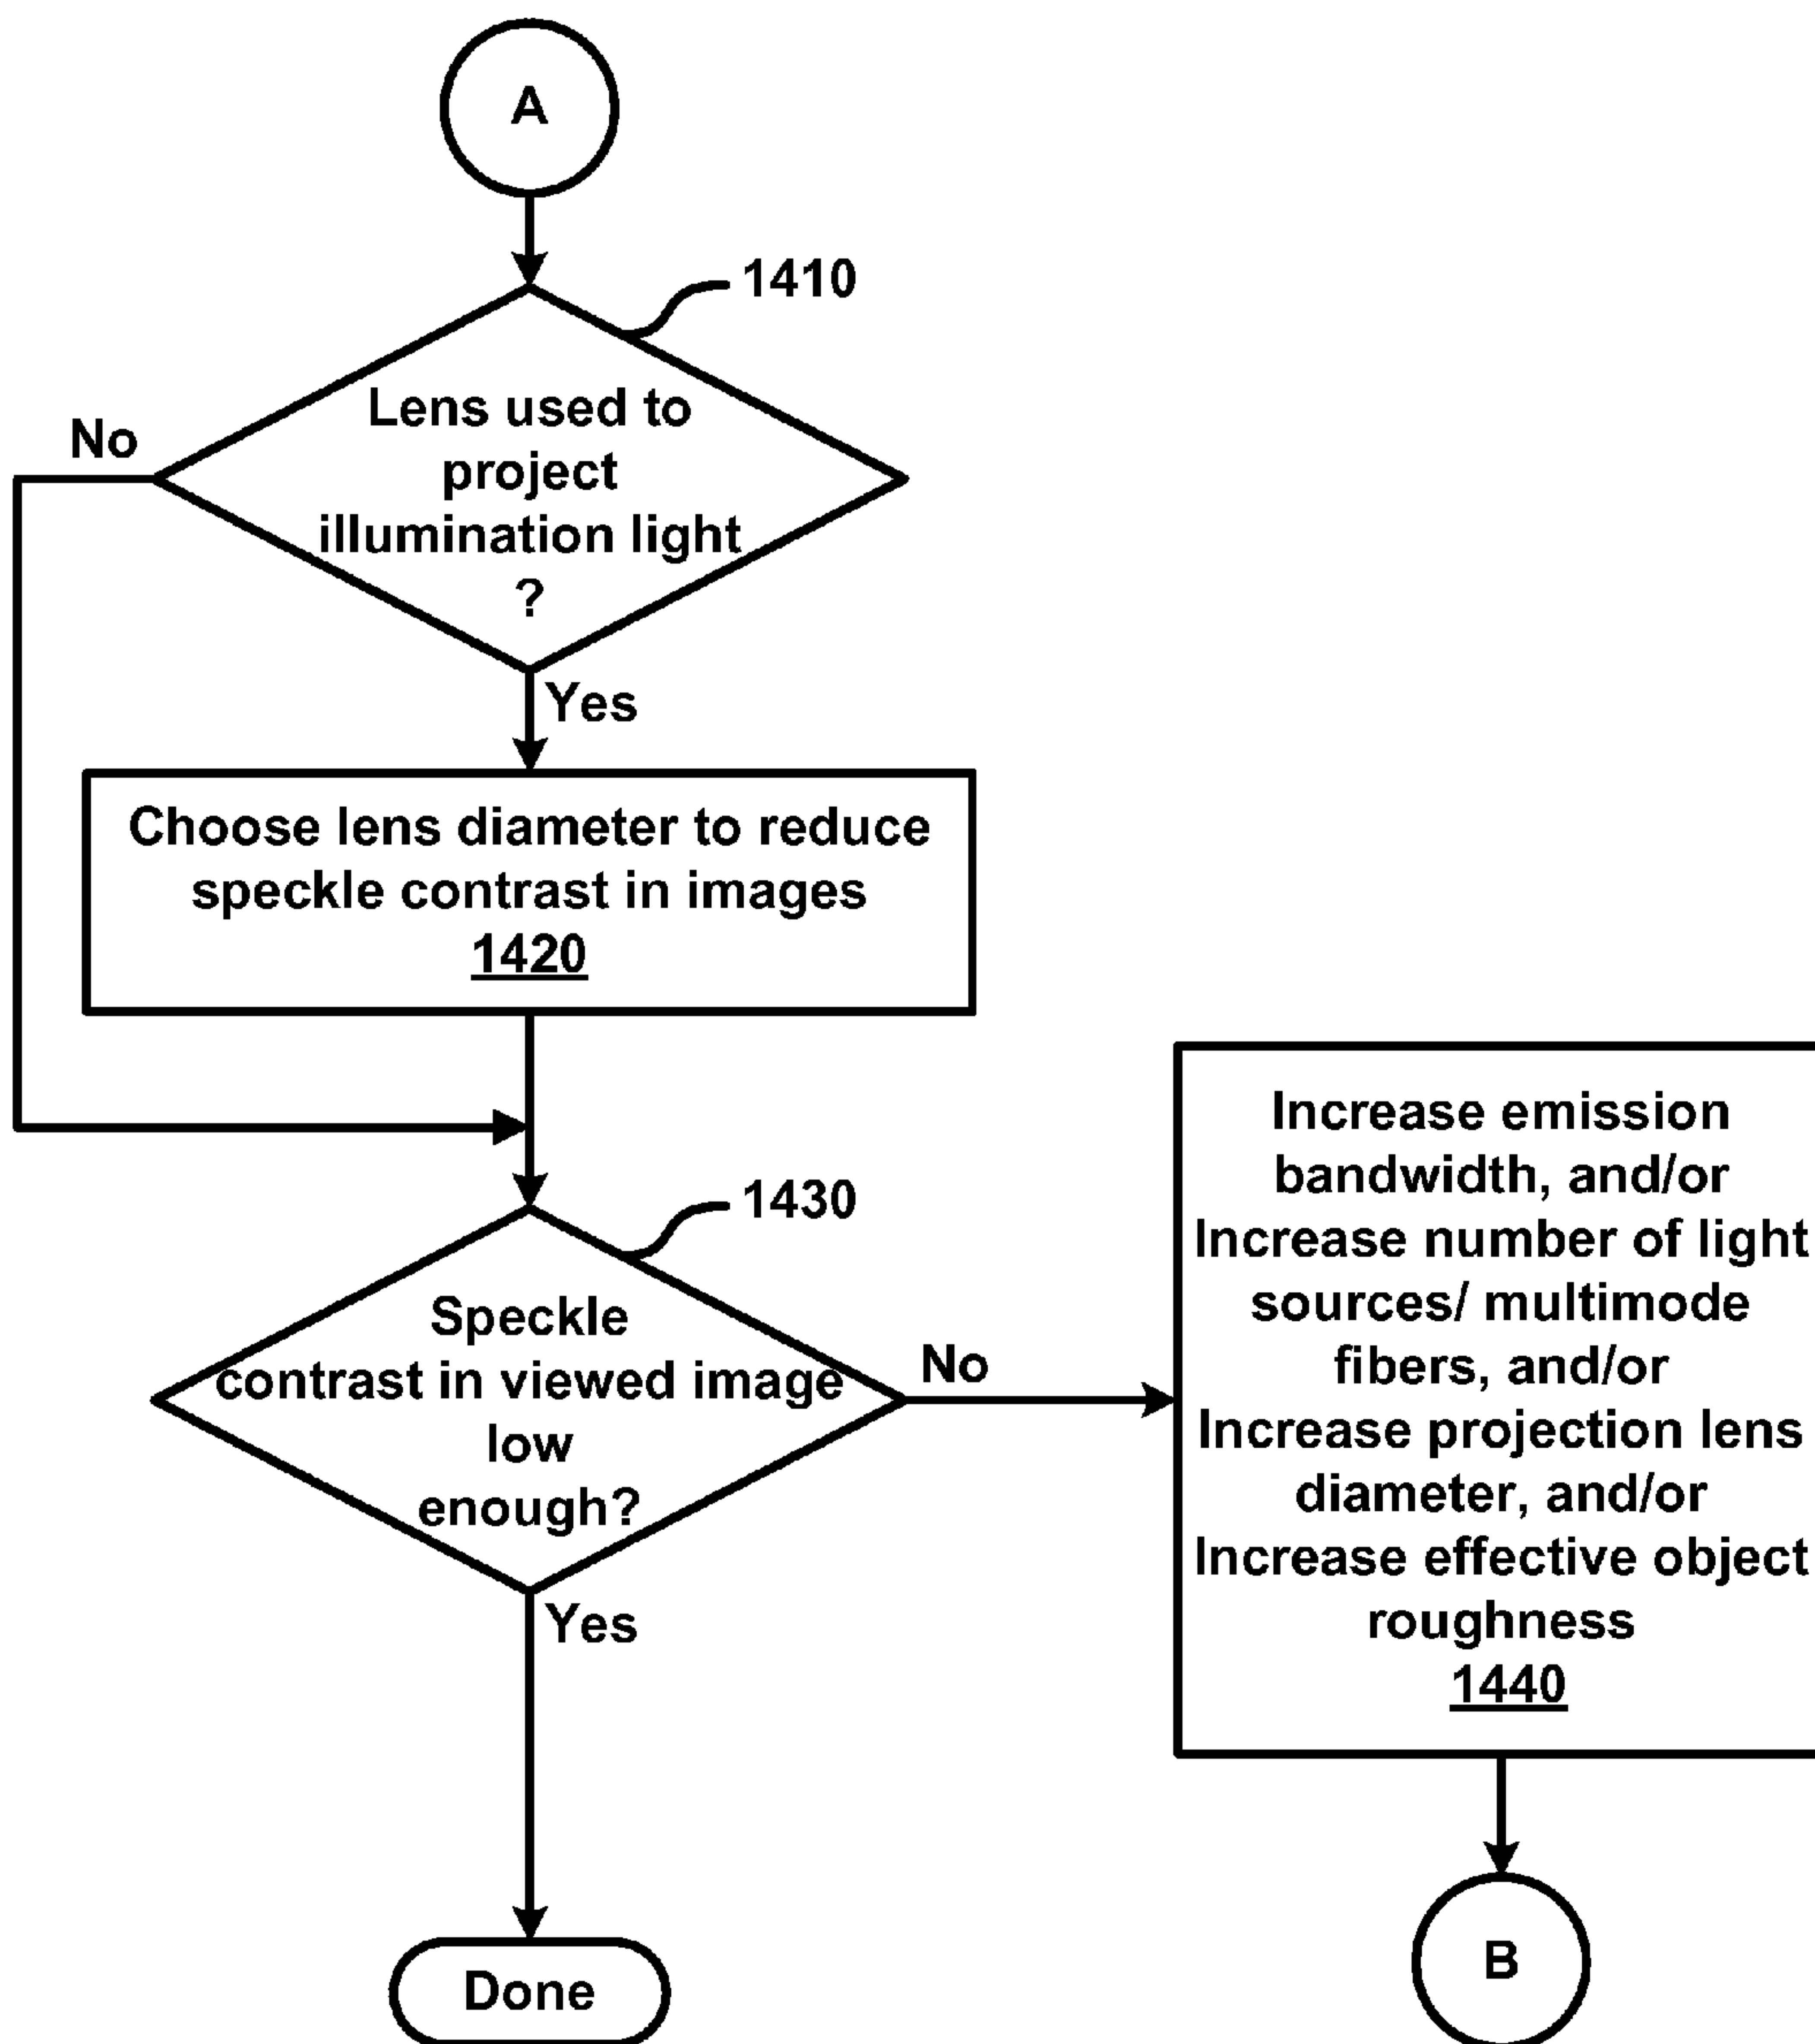 A
1410
Lens used to
project
illumination light
?
No
Yes
Choose lens diameter to reduce
speckle contrast in images
1420
1430
Speckle
contrast in viewed image
low
enough?
No
Yes
Increase emission
bandwidth, and/or
Increase number of light
sources/ multimode
fibers, and/or
Increase projection lens
diameter, and/or
Increase effective object
roughness
1440
Done
B